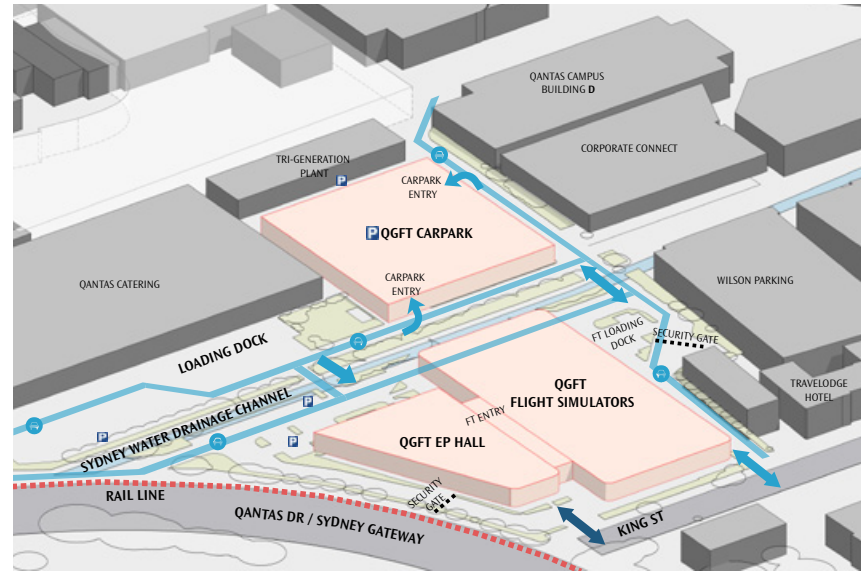 QANTAS CAMPUS
BUILDING D
CORPORATE CONNECT
TRI-GENERATION
PLANT
P
CARPARK
ENTRY
P QGFT CARPARK
QANTAS CATERING
CARPARK
ENTRY
WILSON PARKING
LOADING DOCK
FT LOADING
DOCK
SECURITY GATE
TRAVELODGE
HOTEL
QGFT
FLIGHT SIMULATORS
FT ENTRY
QGFT EP HALL
P
P
P
SYDNEY WATER DRAINAGE CHANNEL
RAIL LINE
SECURITY
GATE
QANTAS DR / SYDNEY GATEWAY
KING ST